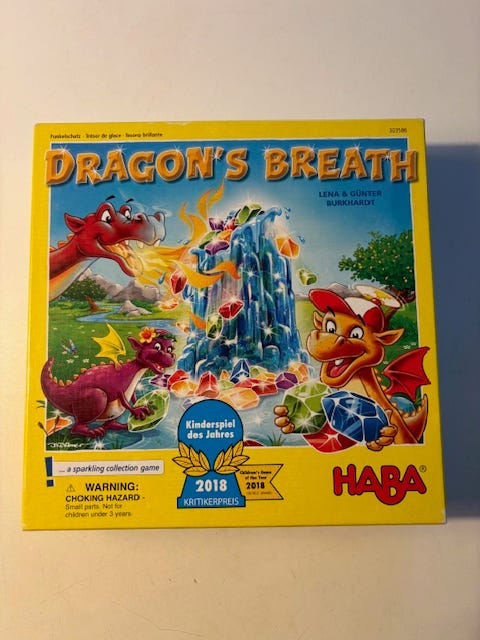 Funkelschatz · Trésor de glace · Tesoro brillante
303586
DRAGON'S BREATH
LENA & GÜNTER
BURKHARDT
Kinderspiel
des Jahres
2018
KRITIKERPREIS
Children's Game
of the Year
2018
! ... a sparkling collection game
HABA®
⚠ WARNING:
CHOKING HAZARD -
Small parts. Not for
children under 3 years.